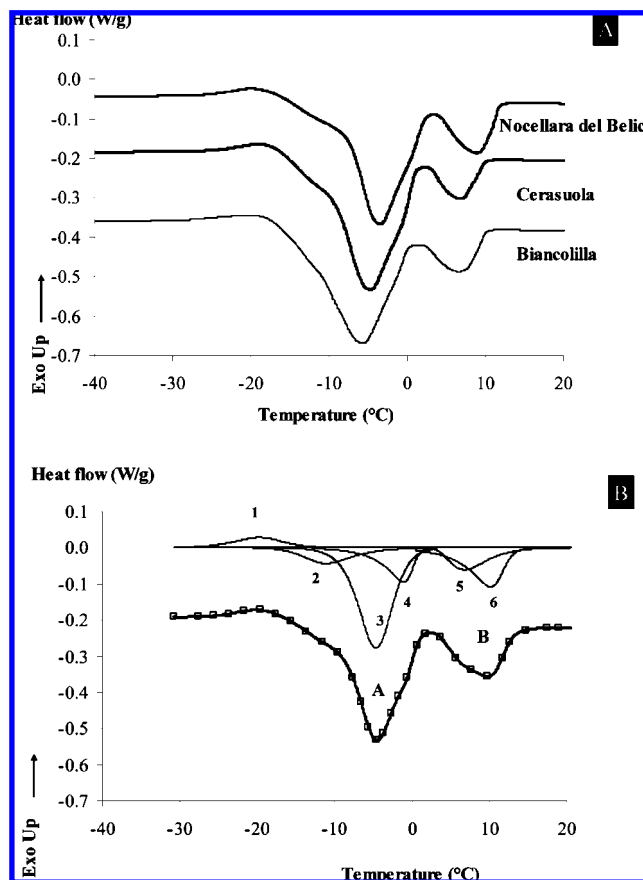 Heat flow (W/g)
A
0.1
0.0
-0.1
-0.2
-0.3
-0.4
-0.5
-0.6
-0.7
Nocellara del Belic
Cerasuola
Biancolilla
Exo Up
-40 -30 -20 -10 0 10 20
Temperature (°C)
Heat flow (W/g)
B
0.1
0.0
-0.1
-0.2
-0.3
-0.4
-0.5
-0.6
-0.7
1
2
3
4
5
6
A
B
Exo Up
-40 -30 -20 -10 0 10 20
Temperature (°C)